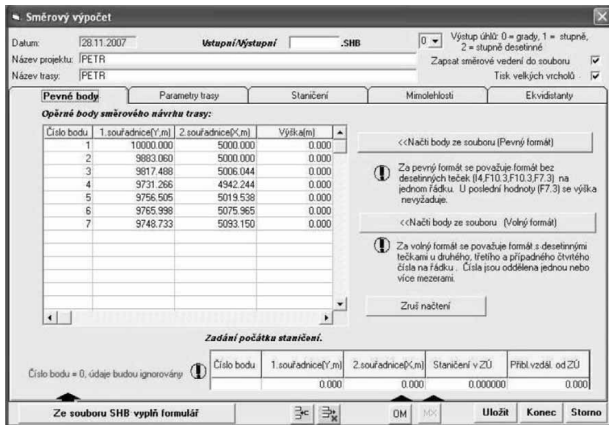 Směrový výpočet
Datum: 28.11.2007 Vstupní/Výstupní .SHB 0 Výstup úhlů: 0 = grady, 1 = stupně,
2 = stupně desetinné
Název projektu: PETR Zapsat směrové vedení do souboru
Název trasy: PETR Tisk velkých vrcholů
Pevné body Parametry trasy Staničení Mimolehlosti Ekvidistanty
Opěrné body směrového návrhu trasy:
Číslo bodu 1.souřadnice(Y,m) 2.souřadnice(X,m) Výška(m)
1 10000.000 5000.000 0.000
2 9883.060 5000.000 0.000
3 9817.488 5006.044 0.000
4 9731.266 4942.244 0.000
5 9756.505 5019.538 0.000
6 9765.998 5075.965 0.000
7 9748.733 5093.150 0.000
<<Načti body ze souboru (Pevný formát)
Za pevný formát se považuje formát bez
desetinných teček (I4,F10.3,F10.3,F7.3) na
jednom řádku. U poslední hodnoty (F7.3) se výška
nevyžaduje.
<<Načti body ze souboru (Volný formát)
Za volný formát se považuje formát s desetinnými
tečkami u druhého, třetího a případného čtvrtého
čísla na řádku . Čísla jsou oddělena jednou nebo
více mezerami.
Zruš načtení
Zadání počátku staničení.
Číslo bodu = 0, údaje budou ignorovány
Číslo bodu 1.souřadnice(Y,m) 2.souřadnice(X,m) Staničení v ZÚ Přibl.vzdál. od ZÚ
0.000 0.000 0.000000 0.000
Ze souboru SHB vyplň formulář OM MX Uložit Konec Storno